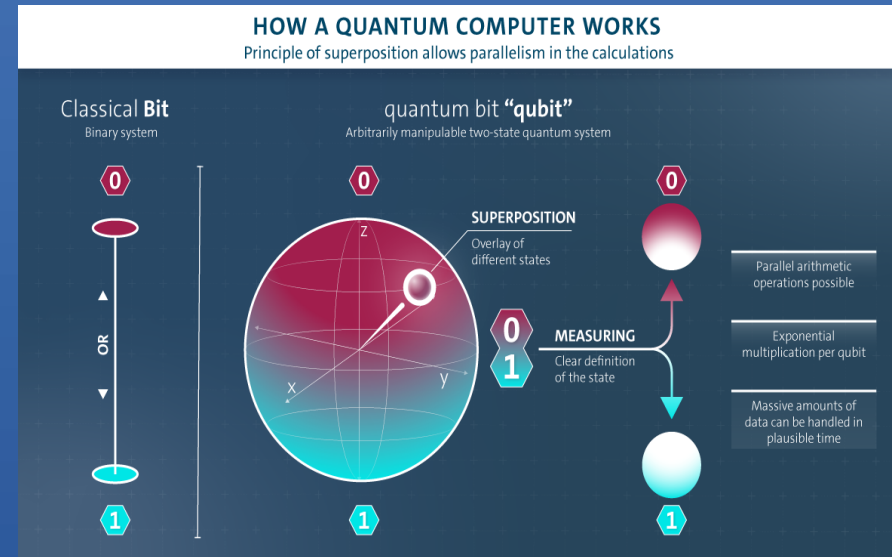 HOW A QUANTUM COMPUTER WORKS
Principle of superposition allows parallelism in the calculations
Classical Bit
Binary system
0
OR
1
quantum bit “qubit”
Arbitrarily manipulable two-state quantum system
0
z
x
y
1
SUPERPOSITION
Overlay of
different states
0
1
MEASURING
Clear definition
of the state
0
1
Parallel arithmetic
operations possible
Exponential
multiplication per qubit
Massive amounts of
data can be handled in
plausible time